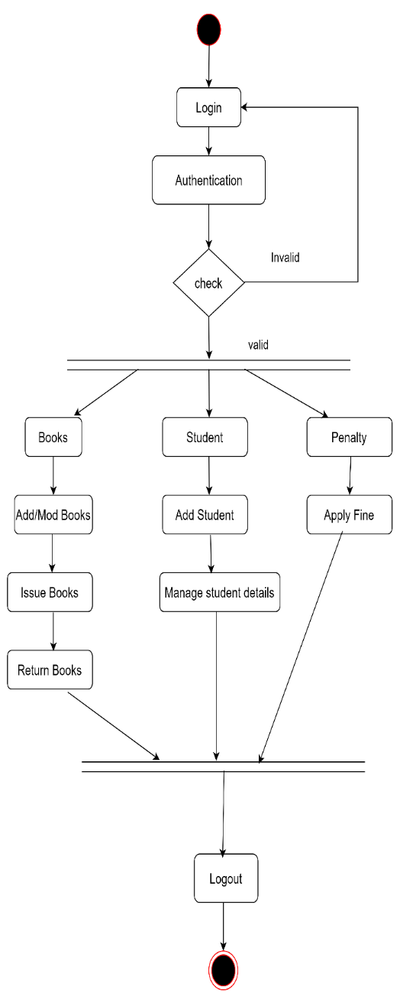 Login
Authentication
Invalid
check
valid
Books
Student
Penalty
Add/Mod Books
Add Student
Apply Fine
Issue Books
Manage student details
Return Books
Logout